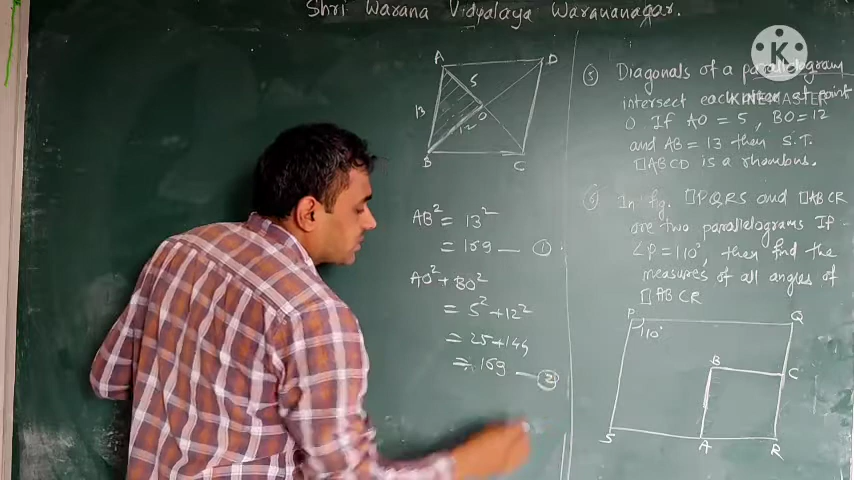 Shri Warana Vidyalaya Warananagar.
A
D
5
13
O
12
B
C
AB² = 13²
= 169 — ①
AO² + BO²
= 5² + 12²
= 25 + 144
= 169 — ②
⑤ Diagonals of a parallelogram
intersect each other at point
O. If AO = 5, BO = 12
and AB = 13 then S.T.
□ABCD is a rhombus.
⑥ In fig. □PQRS and □ABCR
are two parallelograms If
∠P = 110°, then find the
measures of all angles of
□ABCR
P
Q
110°
B
C
S
A
R
KINEMASTER